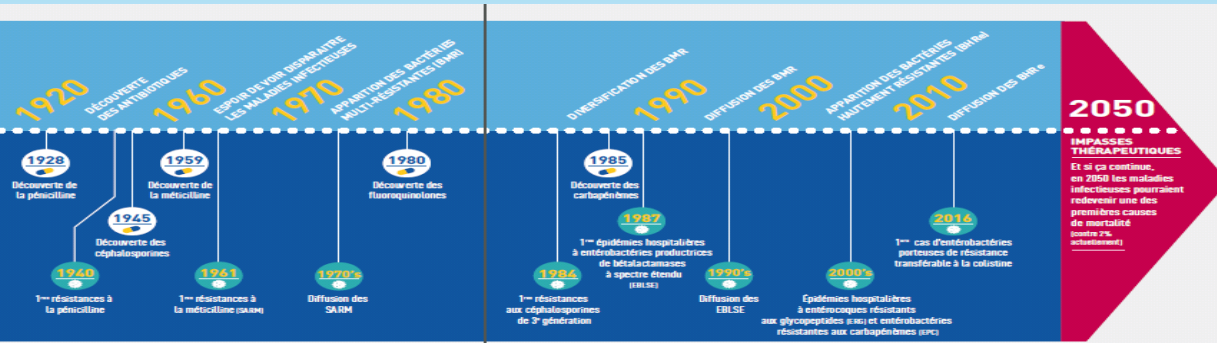 1920
DÉCOUVERTE
DES ANTIBIOTIQUES
1960
ESPOIR DE VOIR DISPARAITRE
LES MALADIES INFECTIEUSES
1970
APPARITION DES BACTÉRIES
MULTI-RÉSISTANTES (BMR)
1980
DIVERSIFICATION DES BMR
1990
DIFFUSION DES BMR
2000
APPARITION DES BACTÉRIES
HAUTEMENT RÉSISTANTES (BHRe)
2010
DIFFUSION DES BHRe
1928
Découverte de
la pénicilline
1940
1ères résistances à
la pénicilline
1945
Découverte des
céphalosporines
1959
Découverte de
la méticilline
1961
1ères résistances à
la méticilline (SARM)
1970's
Diffusion des
SARM
1980
Découverte des
fluoroquinolones
1984
1ères résistances
aux céphalosporines
de 3e génération
1985
Découverte des
carbapénèmes
1987
1ères épidémies hospitalières
à entérobactéries productrices
de bétalactamases
à spectre étendu
(EBLSE)
1990's
Diffusion des
EBLSE
2000's
Épidémies hospitalières
à entérocoques résistants
aux glycopeptides (ERG) et entérobactéries
résistantes aux carbapénèmes (EPC)
2016
1ers cas d'entérobactéries
porteuses de résistance
transférable à la colistine
2050
IMPASSES
THÉRAPEUTIQUES
Et si ça continue,
en 2050 les maladies
infectieuses pourraient
redevenir une des
premières causes
de mortalité
(contre 2%
actuellement)